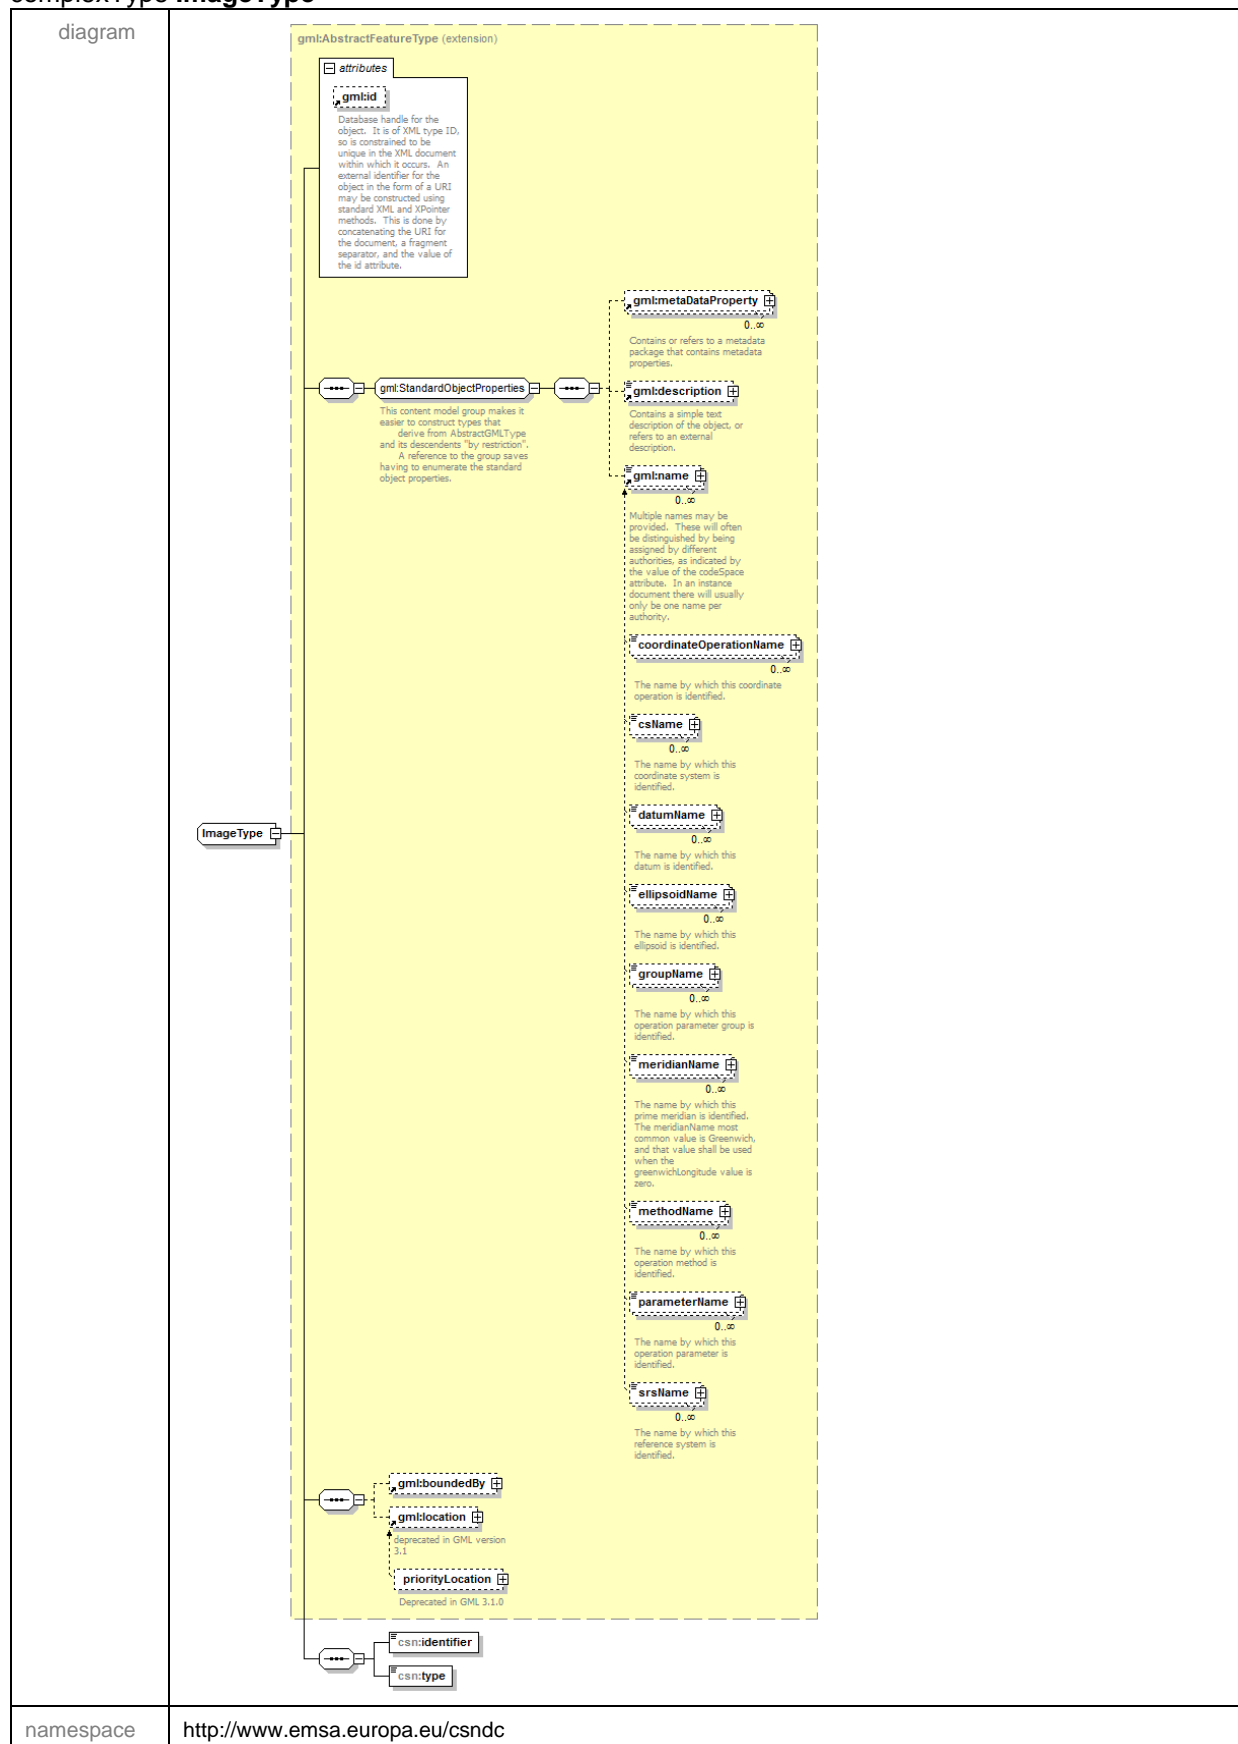 complexType ImageType
diagram
gml:AbstractFeatureType (extension)
attributes
gml:id
Database handle for the
object. It is of XML type ID,
so is constrained to be
unique in the XML document
within which it occurs. An
external identifier for the
object in the form of a URI
may be constructed using
standard XML and XPointer
methods. This is done by
concatenating the URI for
the document, a fragment
separator, and the value of
the id attribute.
gml:metaDataProperty
0..∞
Contains or refers to a metadata
package that contains metadata
properties.
gml:StandardObjectProperties
This content model group makes it
easier to construct types that
derive from AbstractGMLType
and its descendents "by restriction".
A reference to the group saves
having to enumerate the standard
object properties.
gml:description
Contains a simple text
description of the object, or
refers to an external
description.
gml:name
0..∞
Multiple names may be
provided. These will often
be distinguished by being
assigned by different
authorities, as indicated by
the value of the codeSpace
attribute. In an instance
document there will usually
only be one name per
authority.
coordinateOperationName
0..∞
The name by which this coordinate
operation is identified.
csName
0..∞
The name by which this
coordinate system is
identified.
datumName
0..∞
The name by which this
datum is identified.
ImageType
ellipsoidName
0..∞
The name by which this
ellipsoid is identified.
groupName
0..∞
The name by which this
operation parameter group is
identified.
meridianName
0..∞
The name by which this
prime meridian is identified.
The meridianName most
common value is Greenwich,
and that value shall be used
when the
greenwichLongitude value is
zero.
methodName
0..∞
The name by which this
operation method is
identified.
parameterName
0..∞
The name by which this
operation parameter is
identified.
srsName
0..∞
The name by which this
reference system is
identified.
gml:boundedBy
gml:location
deprecated in GML version
3.1
priorityLocation
Deprecated in GML 3.1.0
csn:identifier
csn:type
namespace
http://www.emsa.europa.eu/csndc